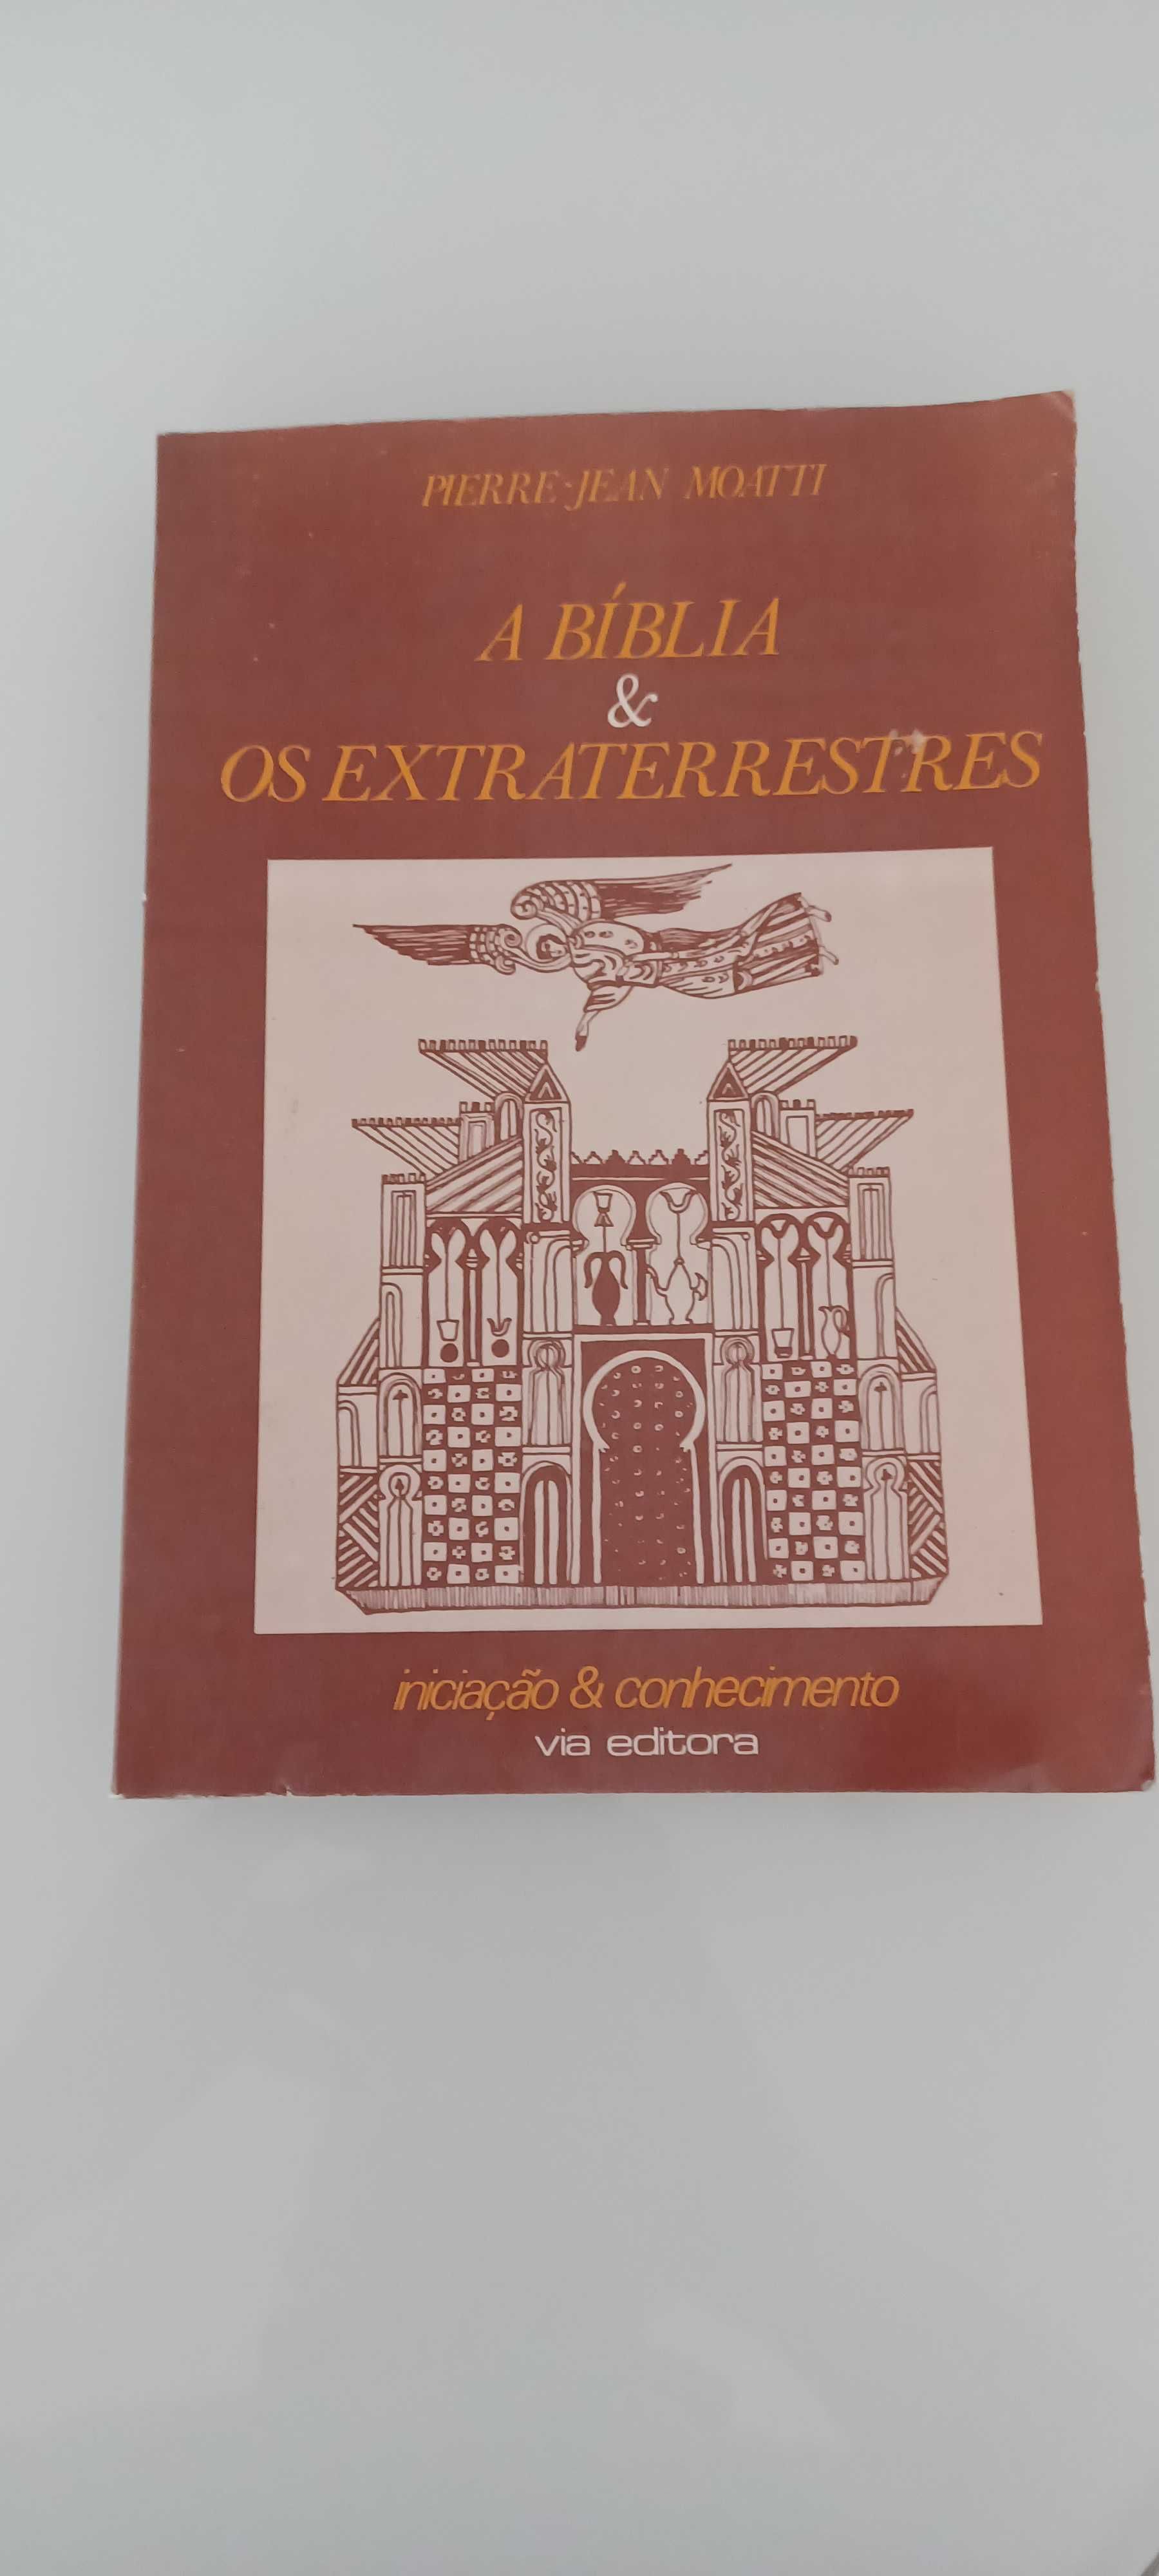 PIERRE-JEAN MOATTI
A BÍBLIA
&
OS EXTRATERRESTRES
iniciação & conhecimento
via editora